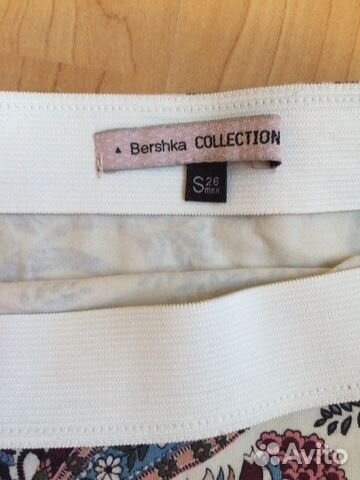 Bershka COLLECTION
S 26
MEX
Avito